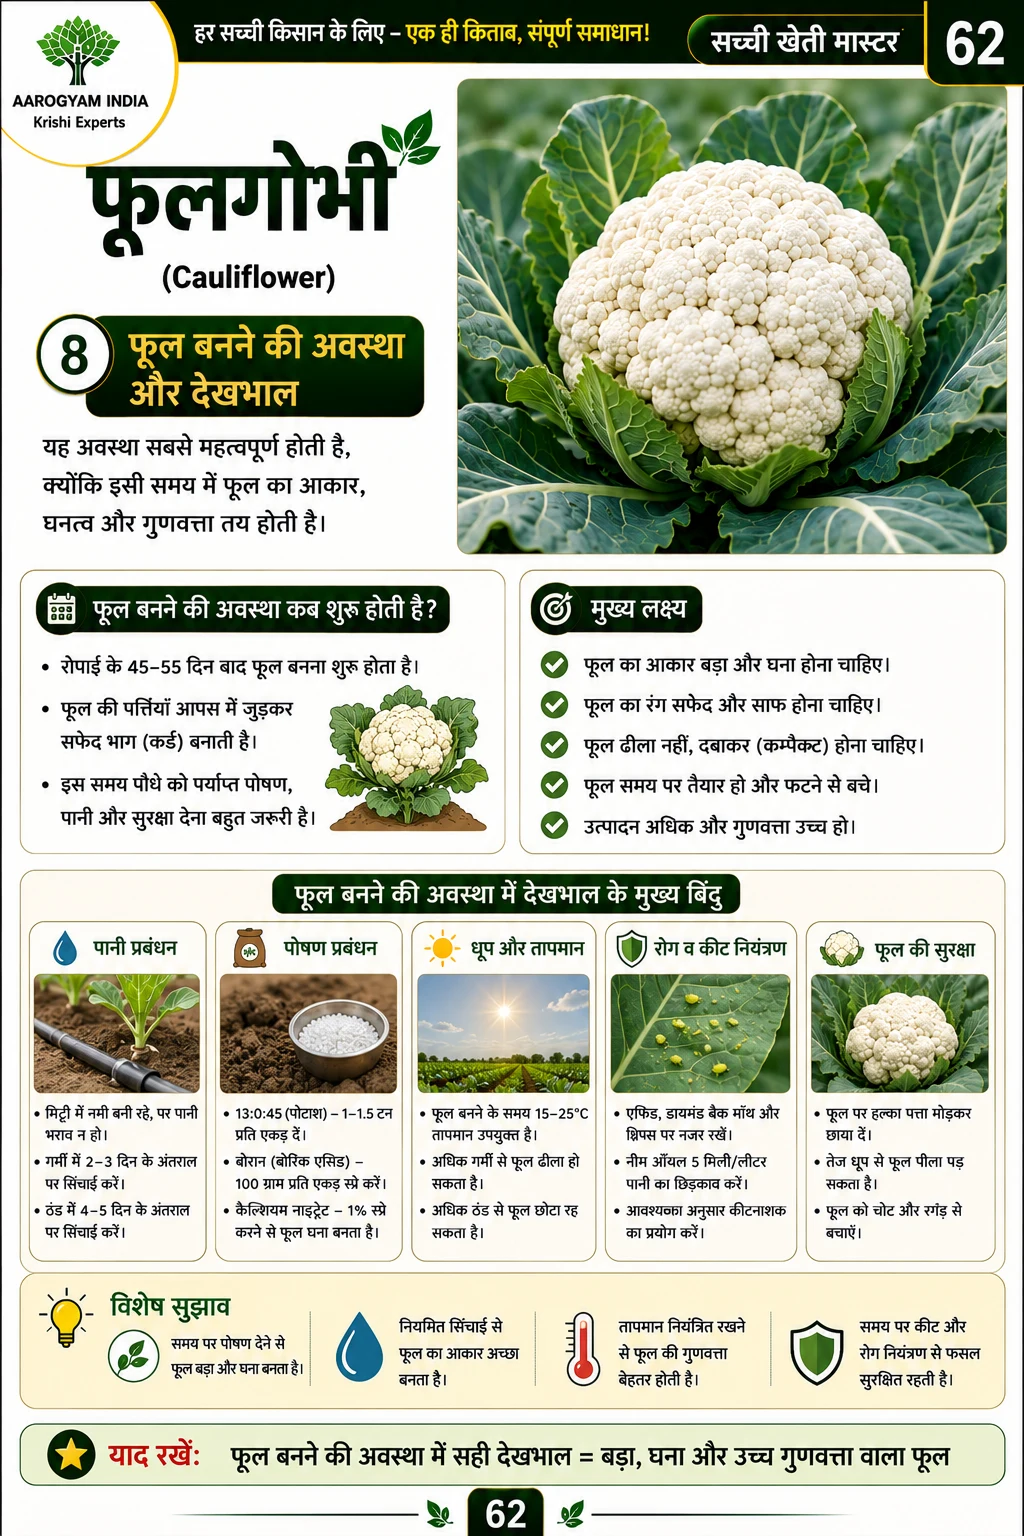 हर सच्ची किसान के लिए – एक ही किताब, संपूर्ण समाधान!
सच्ची खेती मास्टर
62
AAROGYAM INDIA
Krishi Experts
फूलगोभी
(Cauliflower)
8
फूल बनने की अवस्था
और देखभाल
यह अवस्था सबसे महत्वपूर्ण होती है,
क्योंकि इसी समय में फूल का आकार,
घनत्व और गुणवत्ता तय होती है।
फूल बनने की अवस्था कब शुरू होती है?
• रोपाई के 45–55 दिन बाद फूल बनना शुरू होता है।
• फूल की पत्तियाँ आपस में जुड़कर
सफेद भाग (कर्ड) बनाती है।
• इस समय पौधे को पर्याप्त पोषण,
पानी और सुरक्षा देना बहुत जरूरी है।
मुख्य लक्ष्य
फूल का आकार बड़ा और घना होना चाहिए।
फूल का रंग सफेद और साफ होना चाहिए।
फूल ढीला नहीं, दबाकर (कम्पैक्ट) होना चाहिए।
फूल समय पर तैयार हो और फटने से बचे।
उत्पादन अधिक और गुणवत्ता उच्च हो।
फूल बनने की अवस्था में देखभाल के मुख्य बिंदु
पानी प्रबंधन
• मिट्टी में नमी बनी रहे, पर पानी
भराव न हो।
• गर्मी में 2–3 दिन के अंतराल
पर सिंचाई करें।
• ठंड में 4–5 दिन के अंतराल
पर सिंचाई करें।
पोषण प्रबंधन
• 13:0:45 (पोटाश) – 1–1.5 टन
प्रति एकड़ दें।
• बोरान (बोरिक एसिड) –
100 ग्राम प्रति एकड़ स्प्रे करें।
• कैल्शियम नाइट्रेट – 1% स्प्रे
करने से फूल घना बनता है।
धूप और तापमान
• फूल बनने के समय 15–25°C
तापमान उपयुक्त है।
• अधिक गर्मी से फूल ढीला हो
सकता है।
• अधिक ठंड से फूल छोटा रह
सकता है।
रोग व कीट नियंत्रण
• एफिड, डायमंड बैक मॉथ और
थ्रिपस पर नजर रखें।
• नीम ऑयल 5 मिली/लीटर
पानी का छिड़काव करें।
• आवश्यका अनुसार कीटनाशक
का प्रयोग करें।
फूल की सुरक्षा
• फूल पर हल्का पत्ता मोड़कर
छाया दें।
• तेज धूप से फूल पीला पड़
सकता है।
• फूल को चोट और रगड़ से
बचाएँ।
विशेष सुझाव
समय पर पोषण देने से
फूल बड़ा और घना बनता है।
नियमित सिंचाई से
फूल का आकार अच्छा
बनता है।
तापमान नियंत्रित रखने
से फूल की गुणवत्ता
बेहतर होती है।
समय पर कीट और
रोग नियंत्रण से फसल
सुरक्षित रहती है।
याद रखें: फूल बनने की अवस्था में सही देखभाल = बड़ा, घना और उच्च गुणवत्ता वाला फूल
62